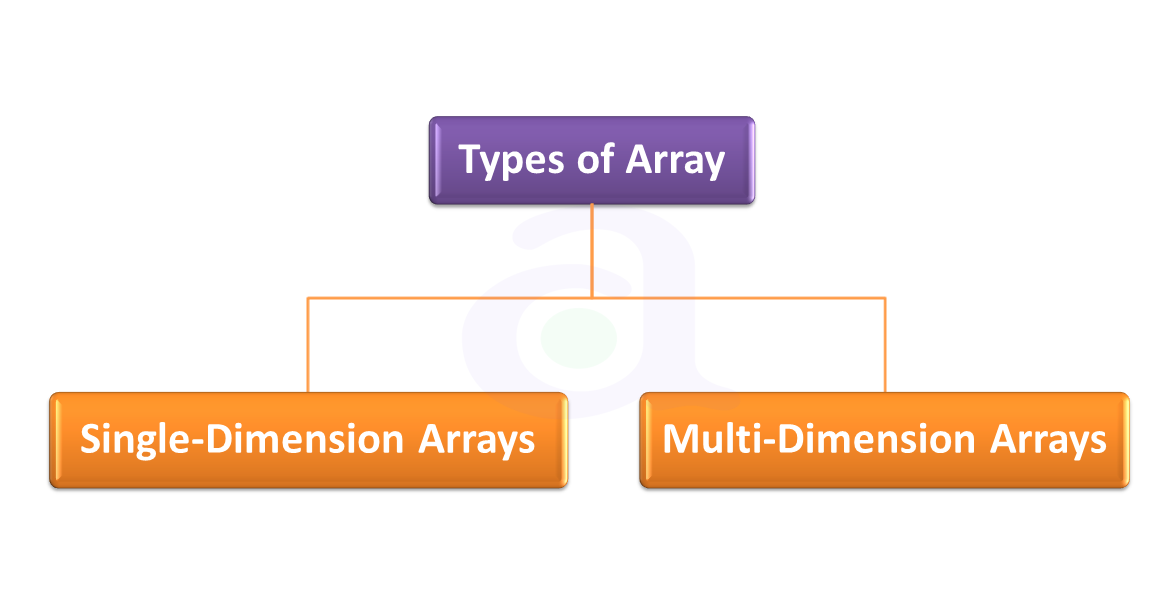 Types of Array
Single-Dimension Arrays
Multi-Dimension Arrays